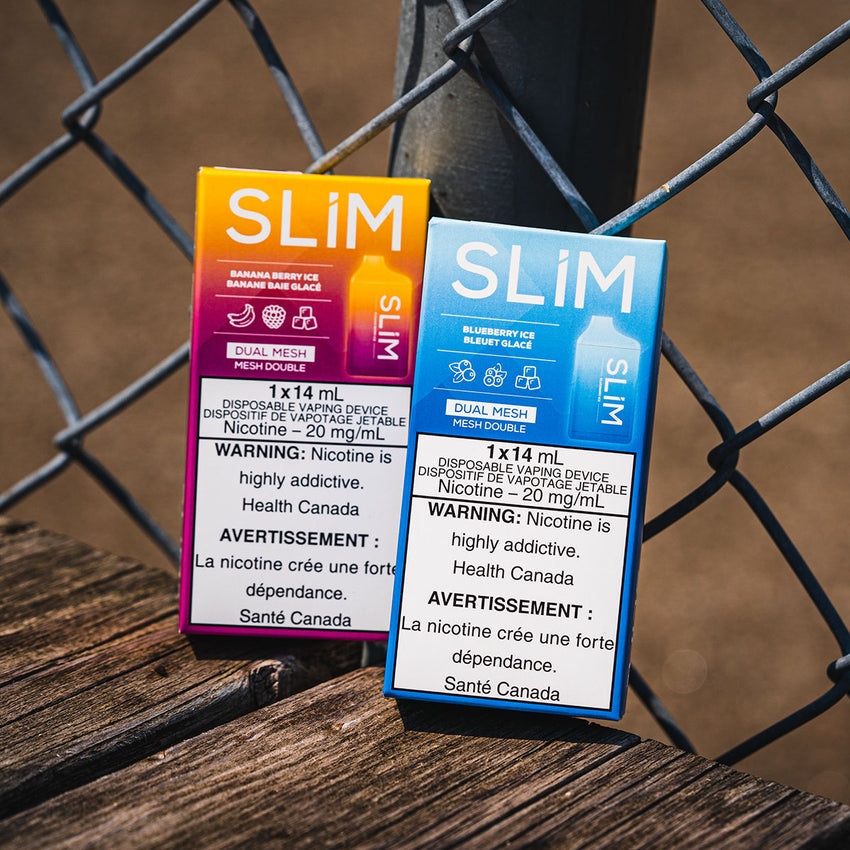 SLiM
BANANA BERRY ICE
BANANE BAIE GLACÉ
SLiM
DUAL MESH
MESH DOUBLE
1 x 14 mL
DISPOSABLE VAPING DEVICE
DISPOSITIF DE VAPOTAGE JETABLE
Nicotine – 20 mg/mL
WARNING: Nicotine is
highly addictive.
Health Canada
AVERTISSEMENT :
La nicotine crée une forte
dépendance.
Santé Canada
SLiM
BLUEBERRY ICE
BLEUET GLACÉ
SLiM
DUAL MESH
MESH DOUBLE
1 x 14 mL
DISPOSABLE VAPING DEVICE
DISPOSITIF DE VAPOTAGE JETABLE
Nicotine – 20 mg/mL
WARNING: Nicotine is
highly addictive.
Health Canada
AVERTISSEMENT :
La nicotine crée une forte
dépendance.
Santé Canada